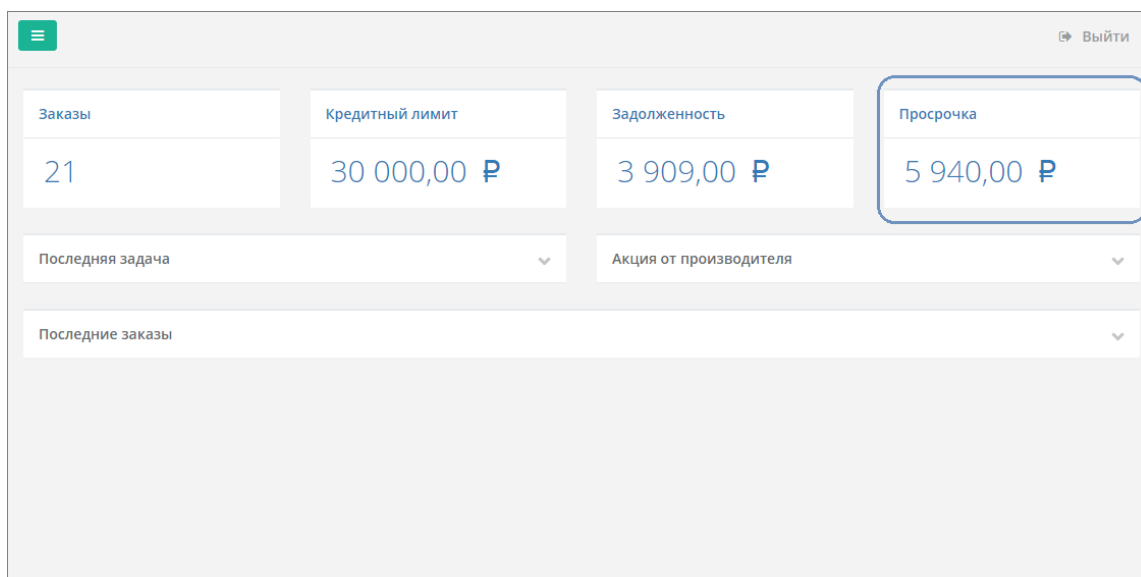 Выйти
Заказы
Кредитный лимит
Задолженность
Просрочка
21
30 000,00 ₽
3 909,00 ₽
5 940,00 ₽
Последняя задача
Акция от производителя
Последние заказы